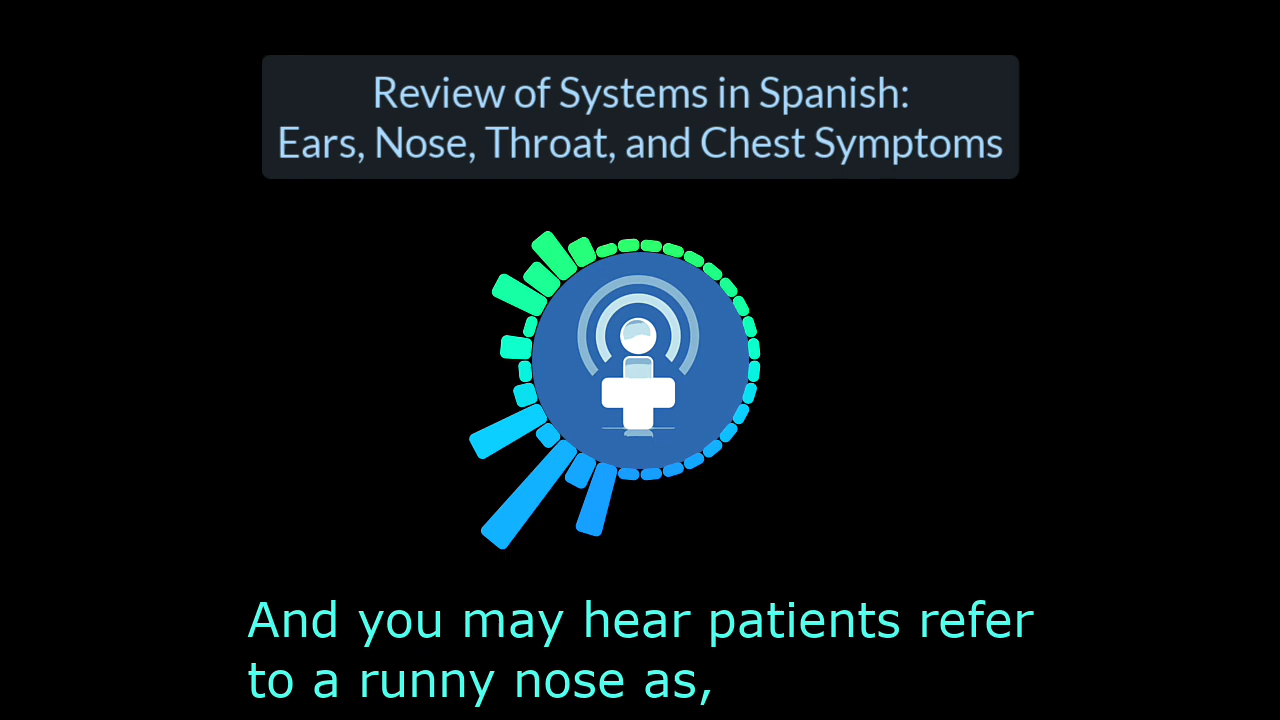 Review of Systems in Spanish:
Ears, Nose, Throat, and Chest Symptoms
And you may hear patients refer
to a runny nose as,